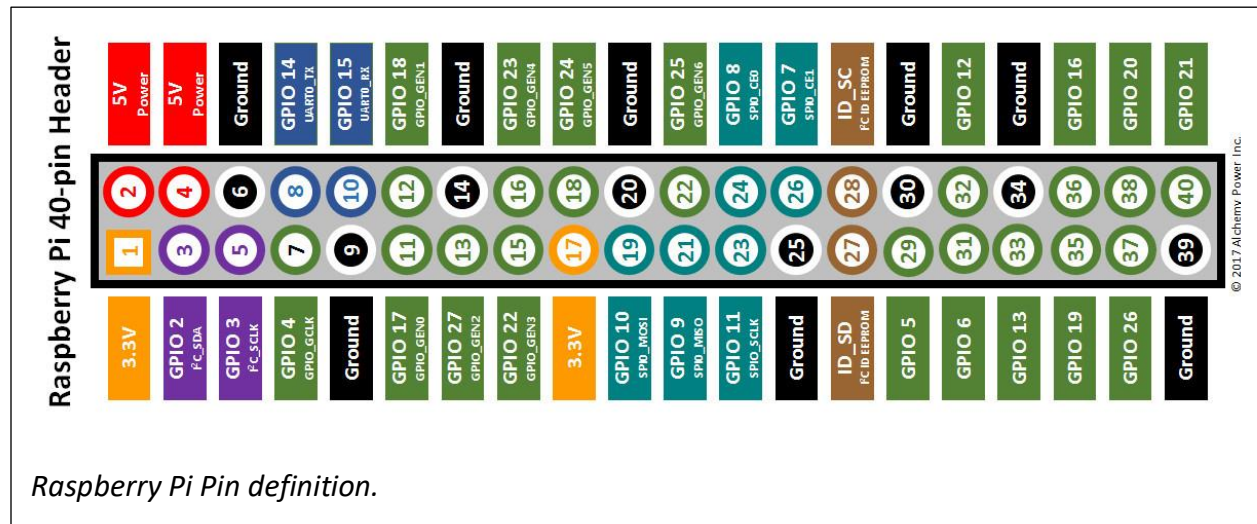 Raspberry Pi 40-pin Header
5V
Power
5V
Power
Ground
GPIO 14
UART0_TX
GPIO 15
UART0_RX
GPIO 18
GPIO_GEN1
Ground
GPIO 23
GPIO_GEN4
GPIO 24
GPIO_GEN5
Ground
GPIO 25
GPIO_GEN6
GPIO 8
SPI0_CE0
GPIO 7
SPI0_CE1
ID_SC
I²C ID EEPROM
Ground
GPIO 12
Ground
GPIO 16
GPIO 20
GPIO 21
2 4 6 8 10 12 14 16 18 20 22 24 26 28 30 32 34 36 38 40
1 3 5 7 9 11 13 15 17 19 21 23 25 27 29 31 33 35 37 39
3.3V
GPIO 2
I²C_SDA
GPIO 3
I²C_SCLK
GPIO 4
GPIO_GCLK
Ground
GPIO 17
GPIO_GEN0
GPIO 27
GPIO_GEN2
GPIO 22
GPIO_GEN3
3.3V
GPIO 10
SPI0_MOSI
GPIO 9
SPI0_MISO
GPIO 11
SPI0_SCLK
Ground
ID_SD
I²C ID EEPROM
GPIO 5
GPIO 6
GPIO 13
GPIO 19
GPIO 26
Ground
© 2017 Alchemy Power Inc.
Raspberry Pi Pin definition.